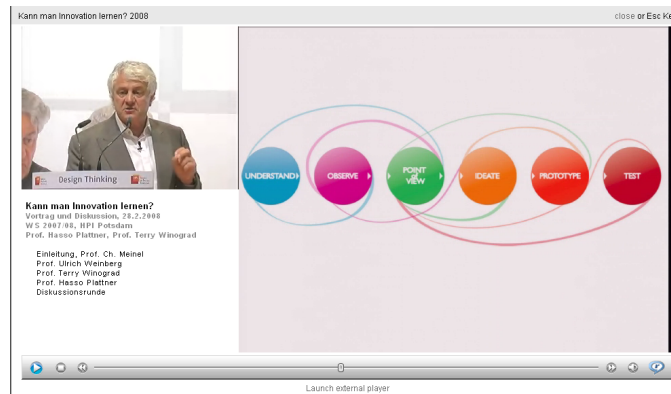 Kann man Innovation lernen? 2008
close or Esc Ke
Design Thinking
Kann man Innovation lernen?
Vortrag und Diskussion, 28.2.2008
WS 2007/08, HPI Potsdam
Prof. Hasso Plattner, Prof. Terry Winograd
Einleitung, Prof. Ch. Meinel
Prof. Ulrich Weinberg
Prof. Terry Winograd
Prof. Hasso Plattner
Diskussionsrunde
UNDERSTAND
OBSERVE
POINT
of
VIEW
IDEATE
PROTOTYPE
TEST
Launch external player